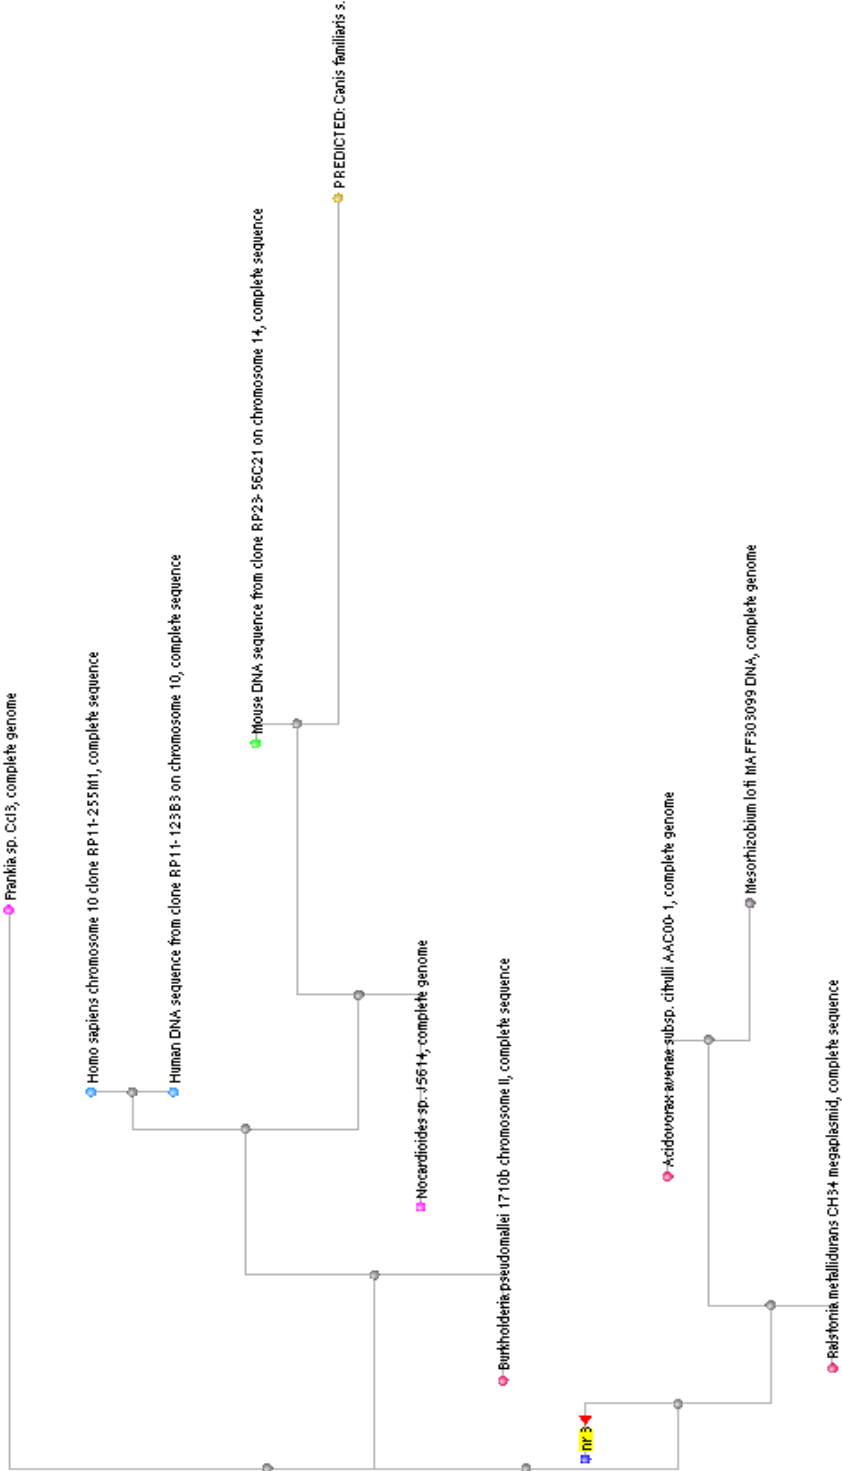 Frankia sp. CcI3, complete genome
Homo sapiens chromosome 10 clone RP11-255M1, complete sequence
Human DNA sequence from clone RP11-123B3 on chromosome 10, complete sequence
Mouse DNA sequence from clone RP23-56C21 on chromosome 14, complete sequence
PREDICTED: Canis familiaris s.
Nocardioides sp. JS614, complete genome
Burkholderia pseudomallei 1710b chromosome II, complete sequence
nr 3
Acidovorax avenae subsp. citrulli AAC00-1, complete genome
Mesorhizobium loti MAFF303099 DNA, complete genome
Ralstonia metallidurans CH34 megaplasmid, complete sequence